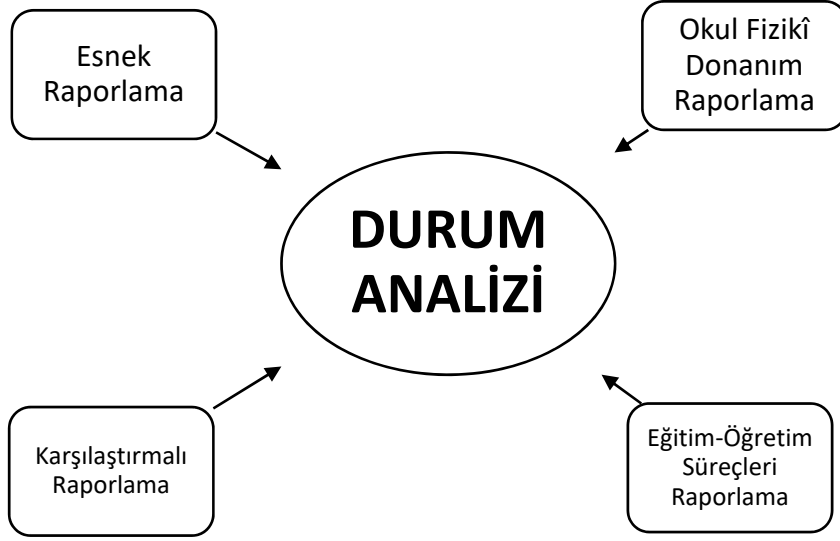 Esnek
Raporlama
Okul Fizikî
Donanım
Raporlama
DURUM
ANALİZİ
Karşılaştırmalı
Raporlama
Eğitim-Öğretim
Süreçleri
Raporlama